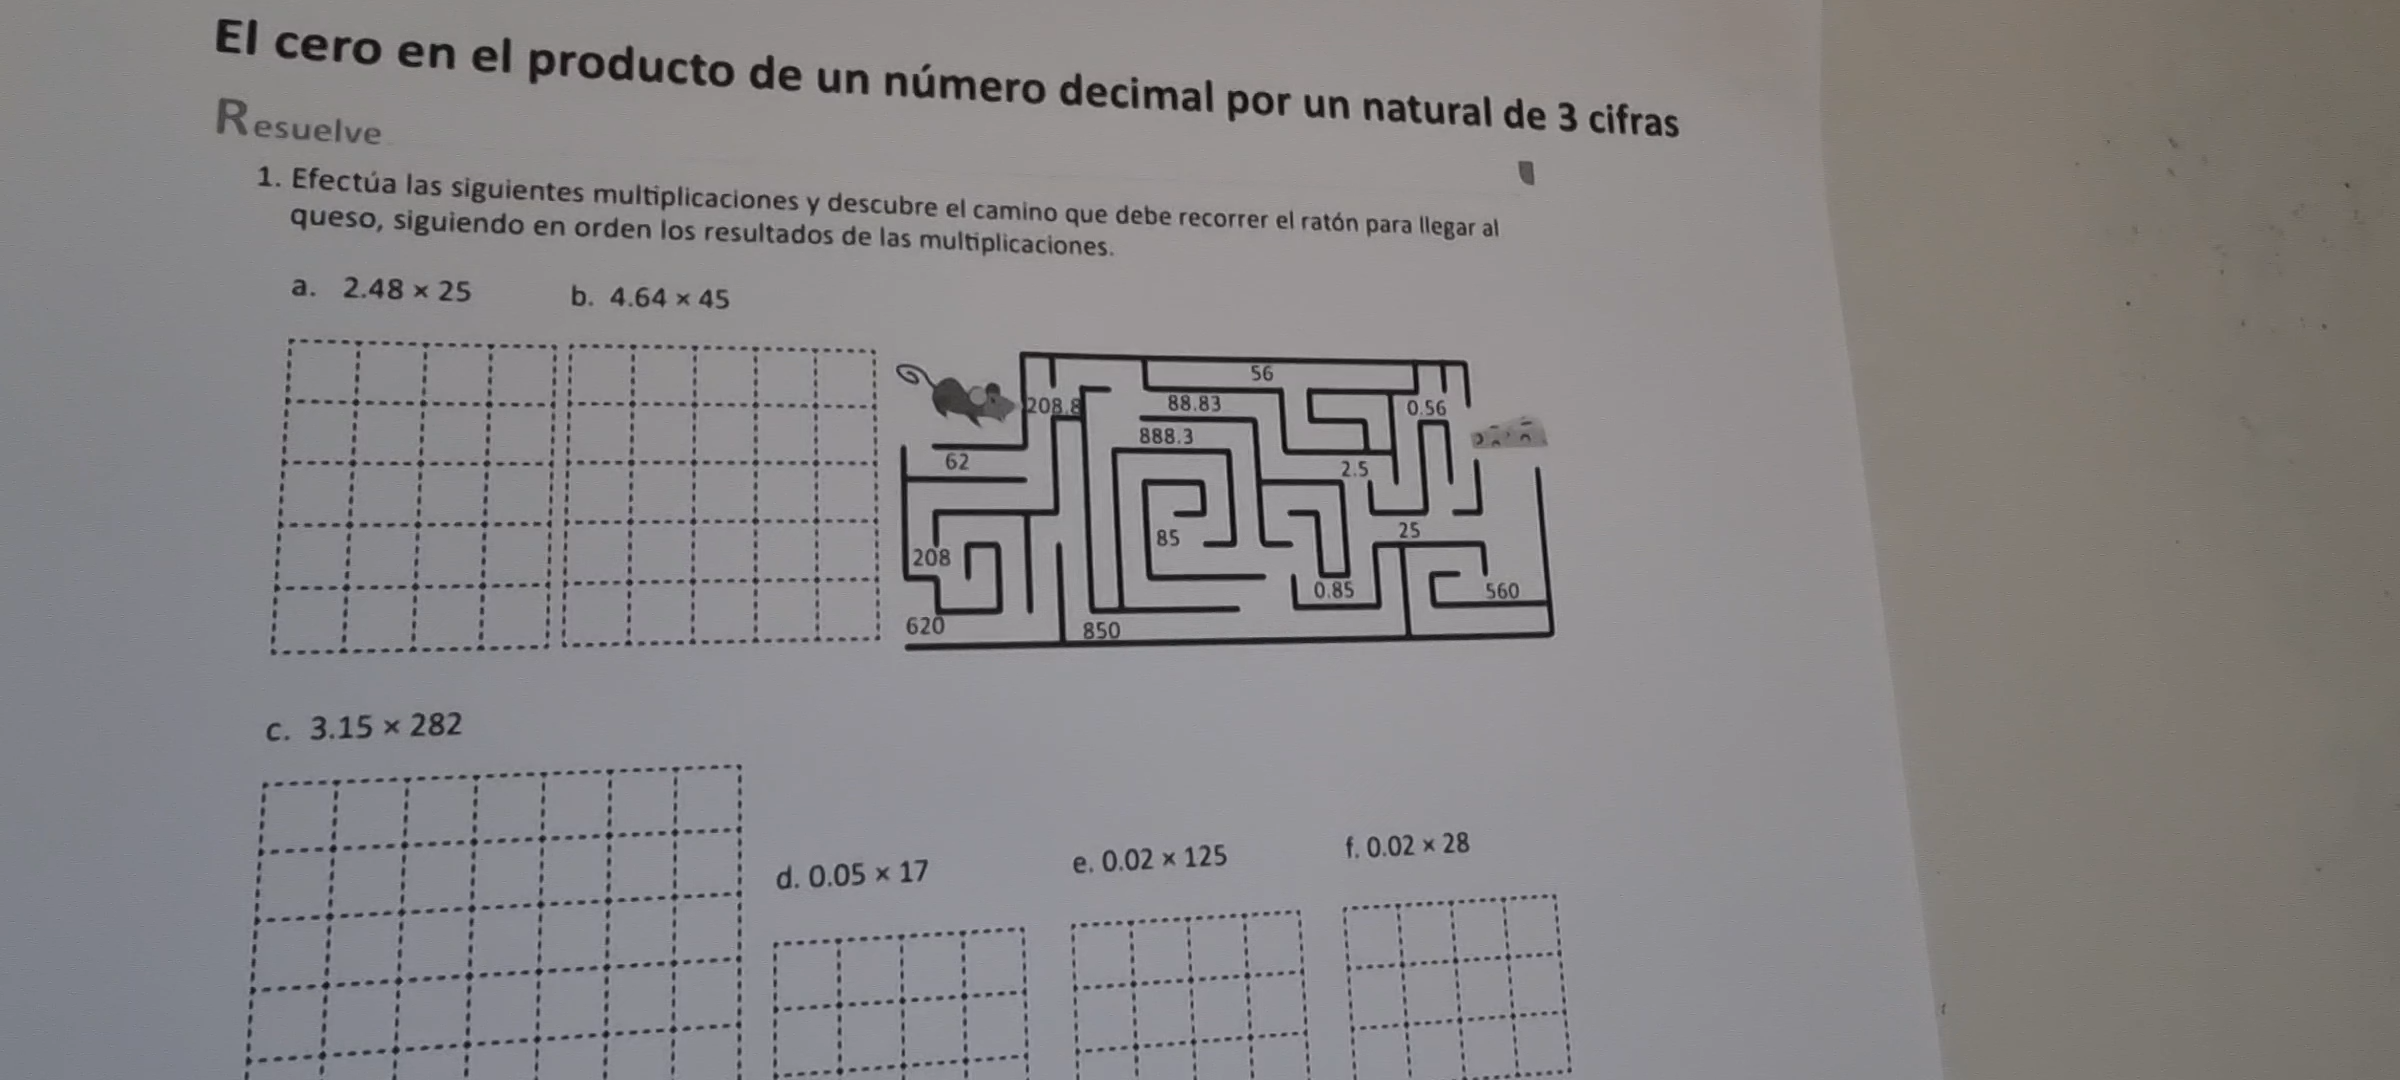 El cero en el producto de un número decimal por un natural de 3 cifras
Resuelve
1. Efectúa las siguientes multiplicaciones y descubre el camino que debe recorrer el ratón para llegar al
queso, siguiendo en orden los resultados de las multiplicaciones.
a. 2.48 × 25
b. 4.64 × 45
56
208.8
88.83
0.56
888.3
62
2.5
25
85
208
0.85
560
620
850
c. 3.15 × 282
d. 0.05 × 17
e. 0.02 × 125
f. 0.02 × 28